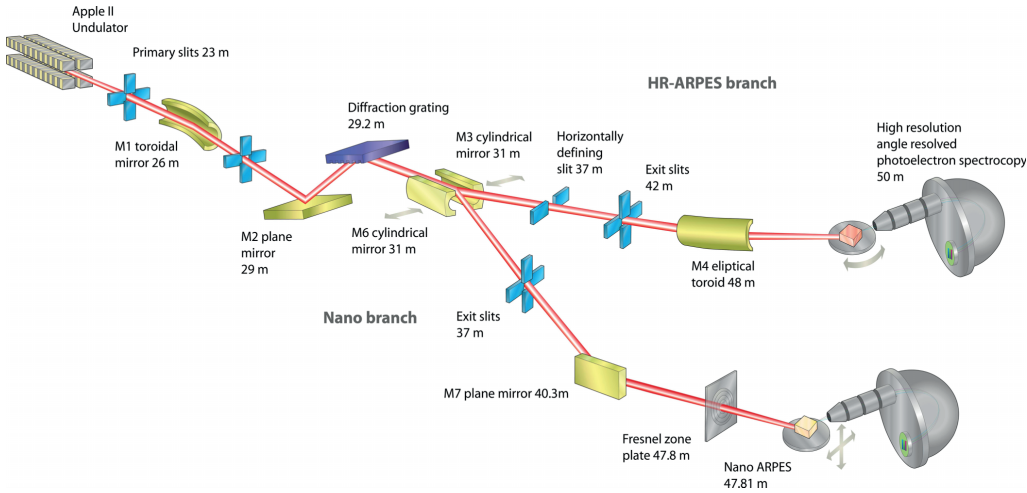 Apple II
Undulator
Primary slits 23 m
M1 toroidal
mirror 26 m
M2 plane
mirror
29 m
Diffraction grating
29.2 m
M3 cylindrical
mirror 31 m
M6 cylindrical
mirror 31 m
HR-ARPES branch
Horizontally
defining
slit 37 m
Exit slits
42 m
M4 eliptical
toroid 48 m
High resolution
angle resolved
photoelectron spectrocopy
50 m
Nano branch
Exit slits
37 m
M7 plane mirror 40.3m
Fresnel zone
plate 47.8 m
Nano ARPES
47.81 m